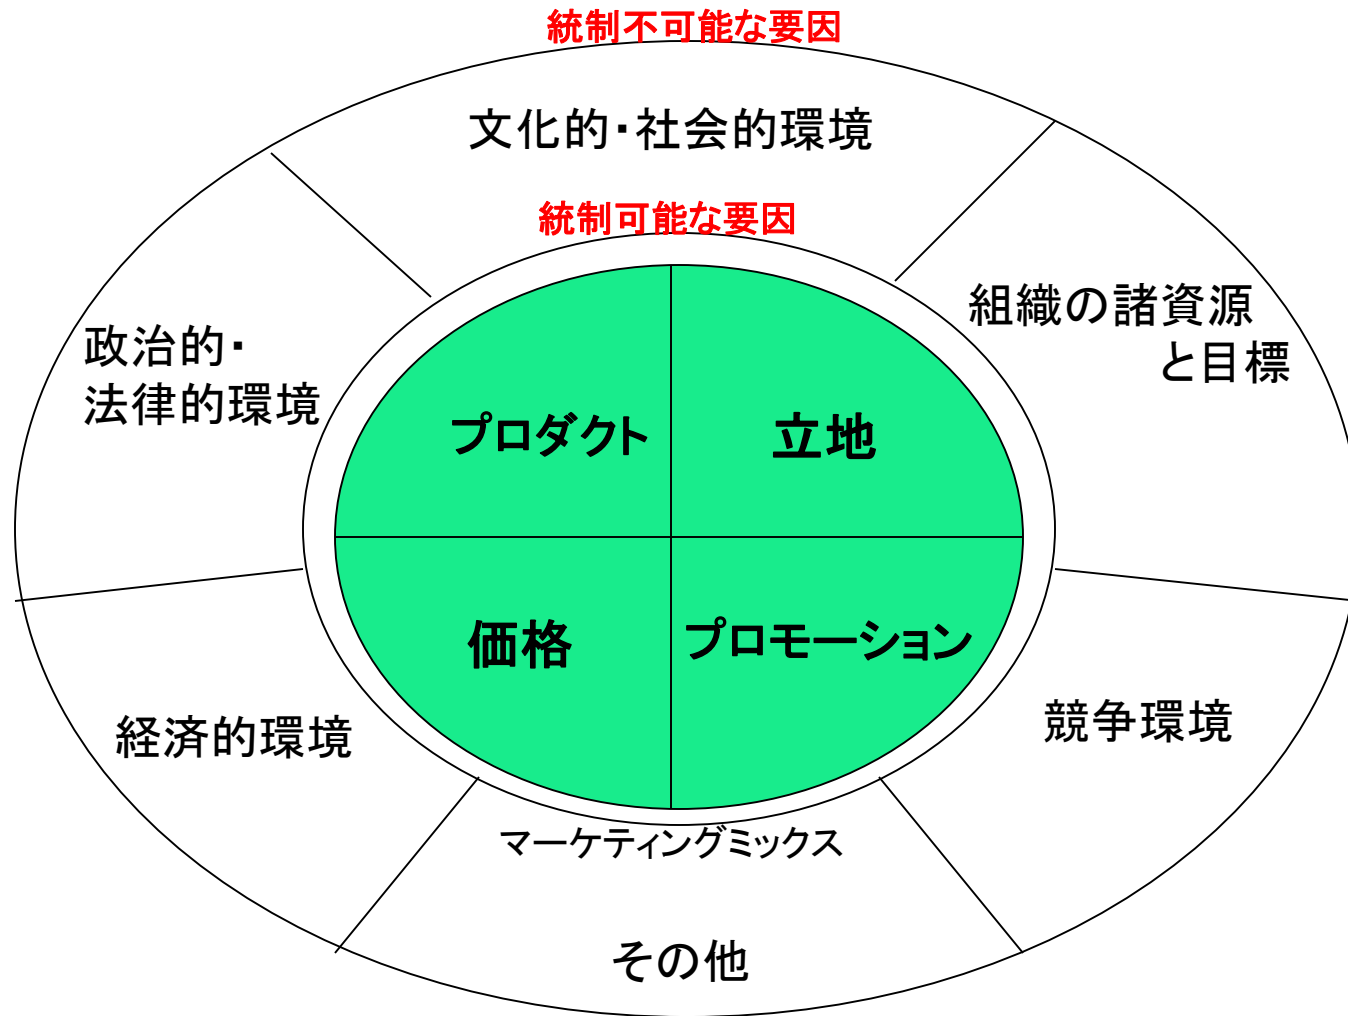 統制不可能な要因
文化的・社会的環境
統制可能な要因
組織の諸資源
と目標
政治的・
法律的環境
プロダクト
立地
価格
プロモーション
経済的環境
競争環境
マーケティングミックス
その他